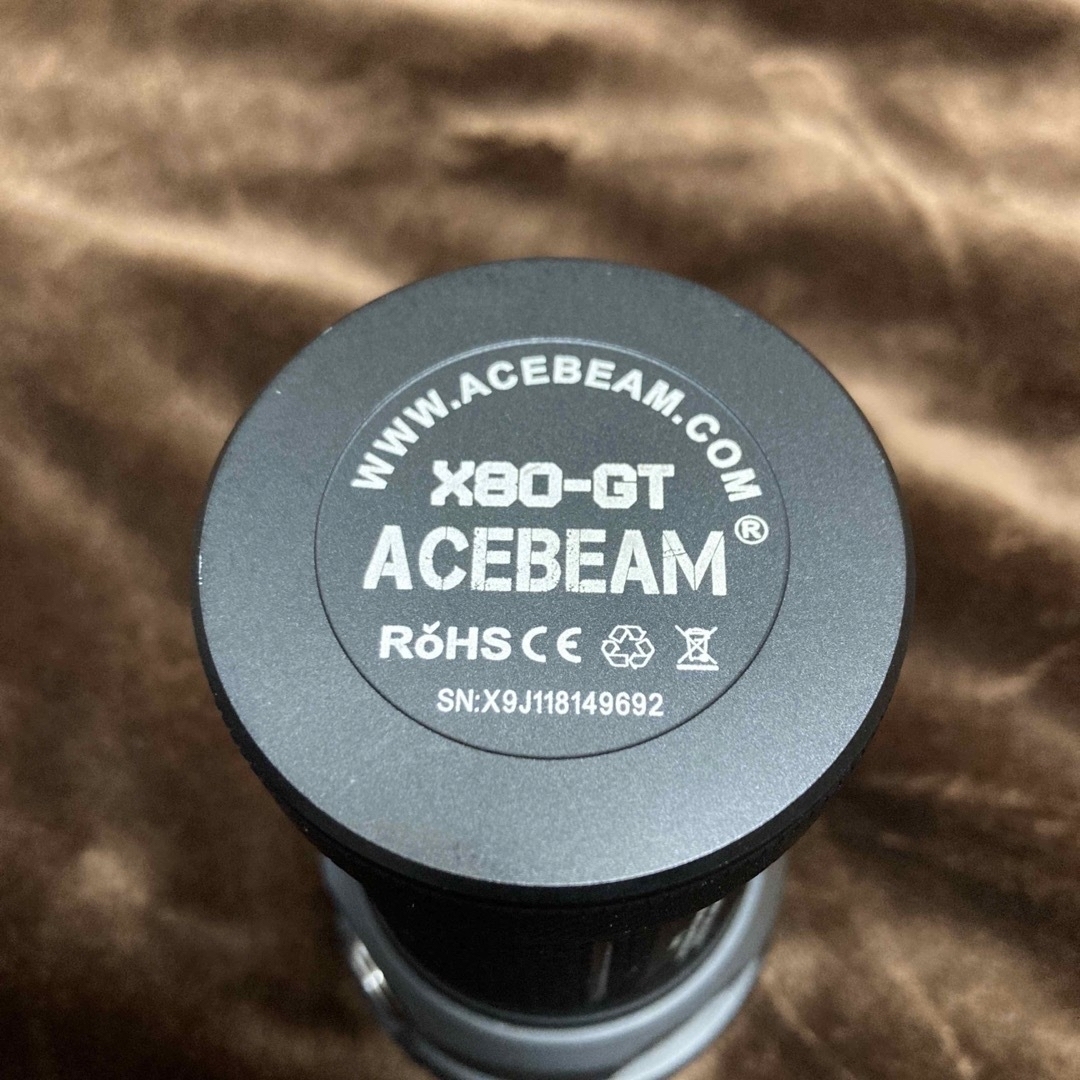 WWW.ACEBEAM.COM
X80-GT
ACEBEAM®
RoHS CE
SN:X9J118149692